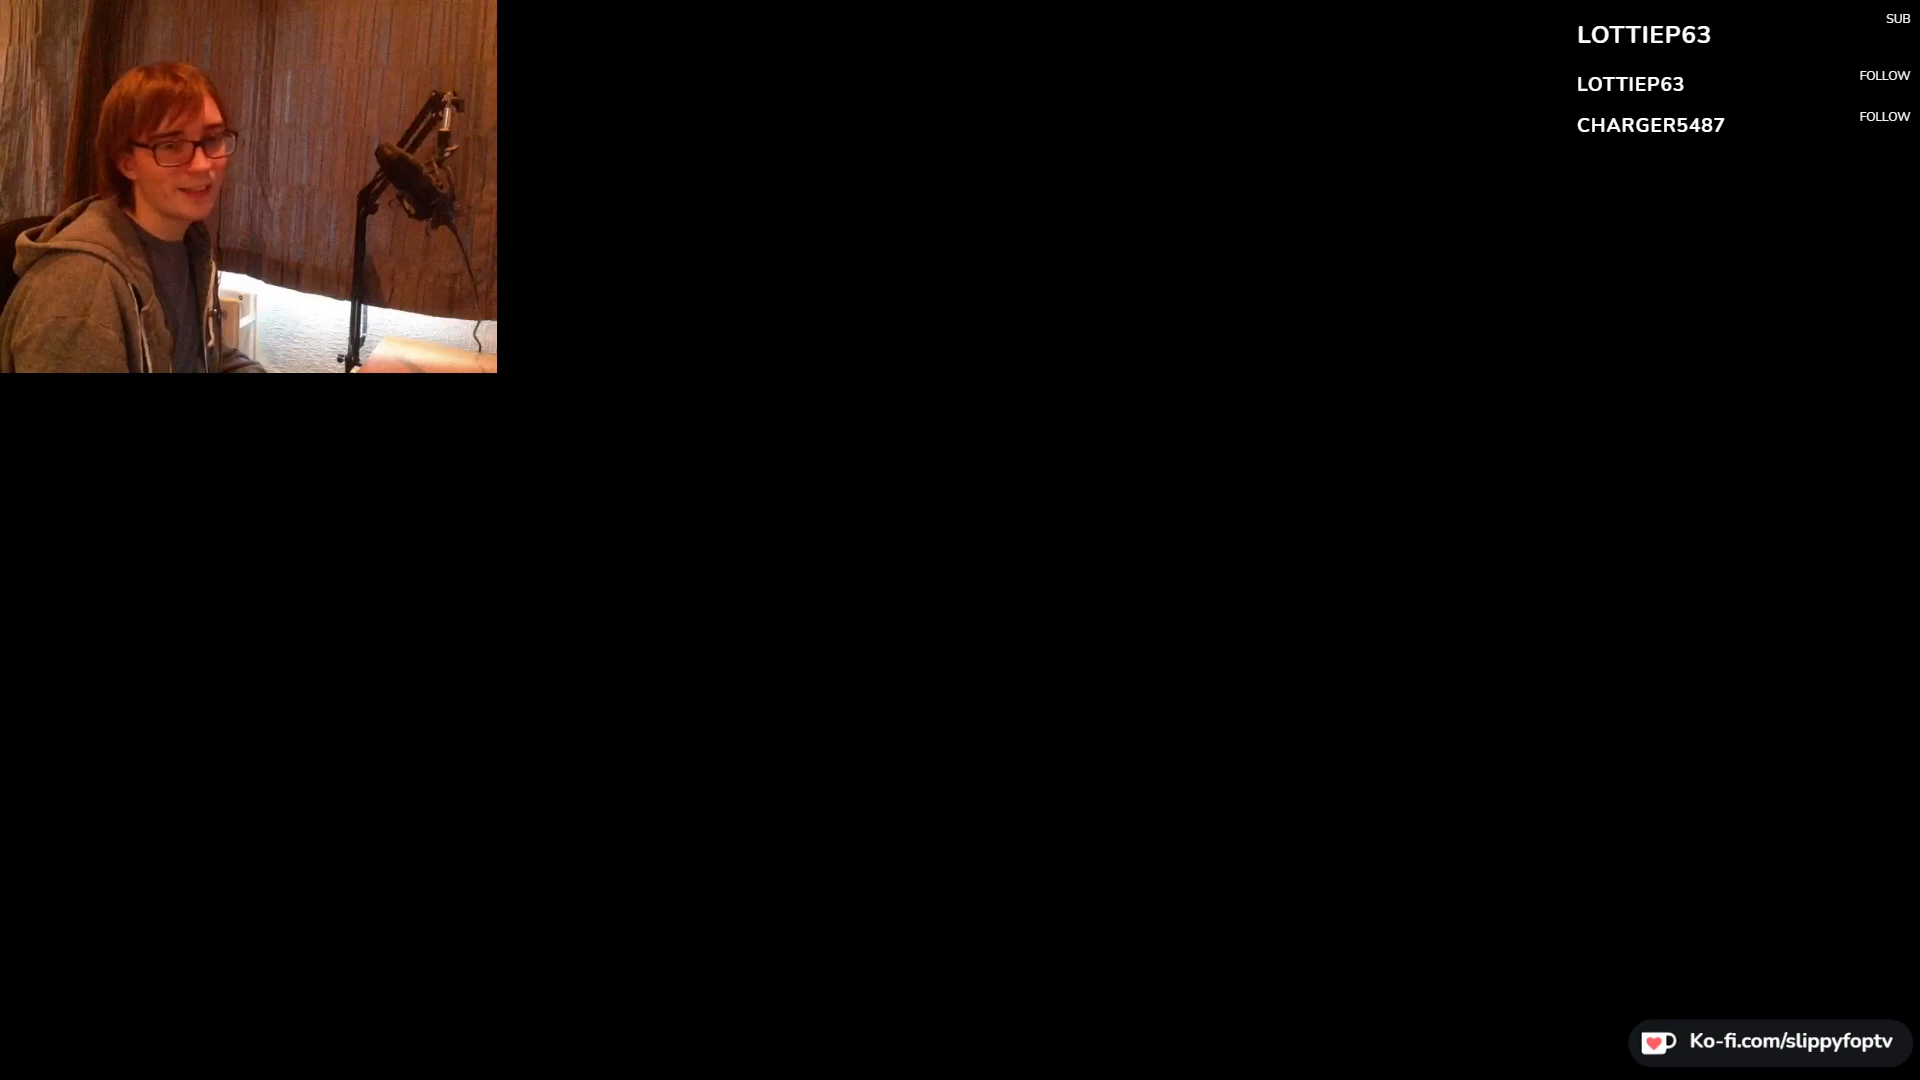 SUB
LOTTIEP63
FOLLOW
LOTTIEP63
FOLLOW
CHARGER5487
Ko-fi.com/slippyfoptv